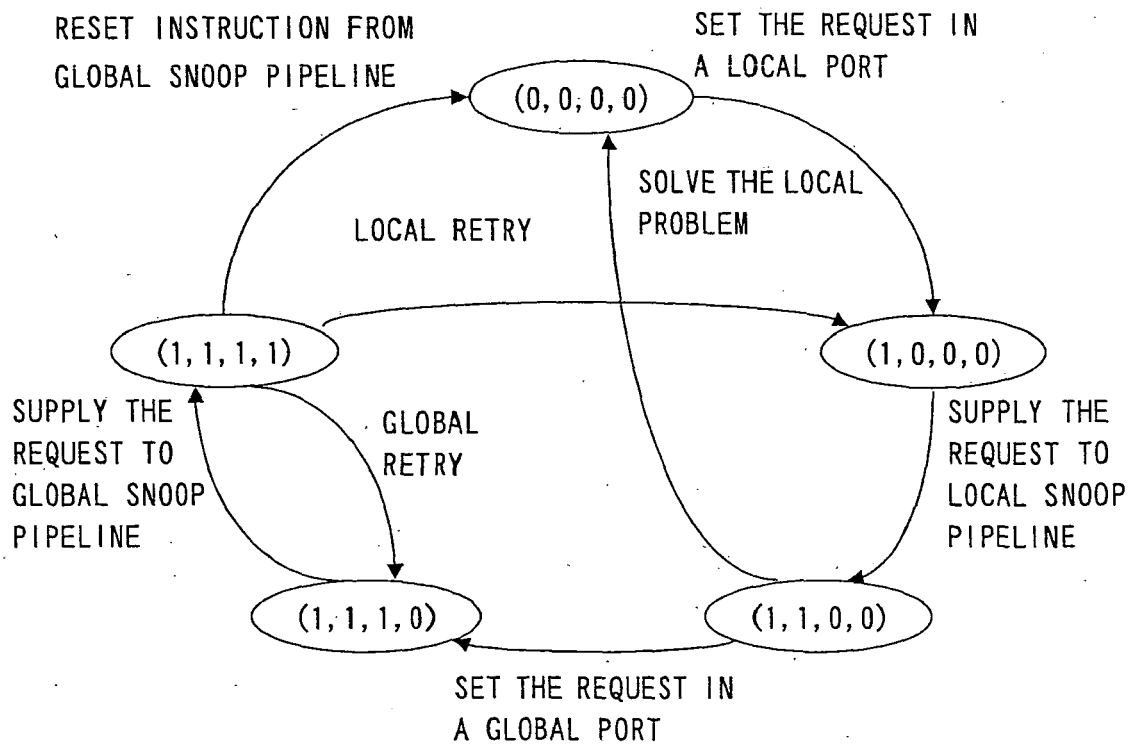 RESET INSTRUCTION FROM
GLOBAL SNOOP PIPELINE
SET THE REQUEST IN
A LOCAL PORT
(0,0,0,0)
SOLVE THE LOCAL
PROBLEM
LOCAL RETRY
(1,1,1,1)
(1,0,0,0)
SUPPLY THE
REQUEST TO
GLOBAL SNOOP
PIPELINE
GLOBAL
RETRY
SUPPLY THE
REQUEST TO
LOCAL SNOOP
PIPELINE
(1,1,1,0)
(1,1,0,0)
SET THE REQUEST IN
A GLOBAL PORT